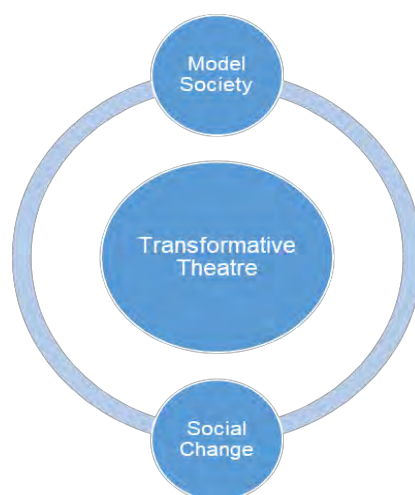 Model
Society
Transformative
Theatre
Social
Change